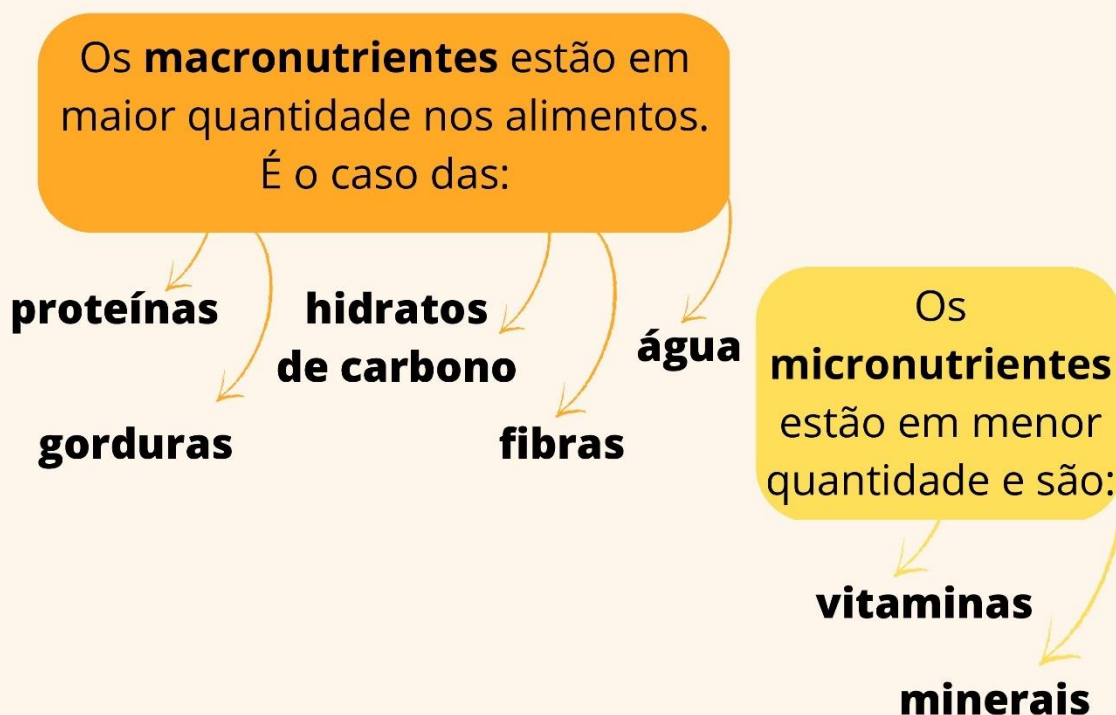 Os macronutrientes estão em
maior quantidade nos alimentos.
É o caso das:
proteínas
gorduras
hidratos
de carbono
fibras
água
Os
micronutrientes
estão em menor
quantidade e são:
vitaminas
minerais